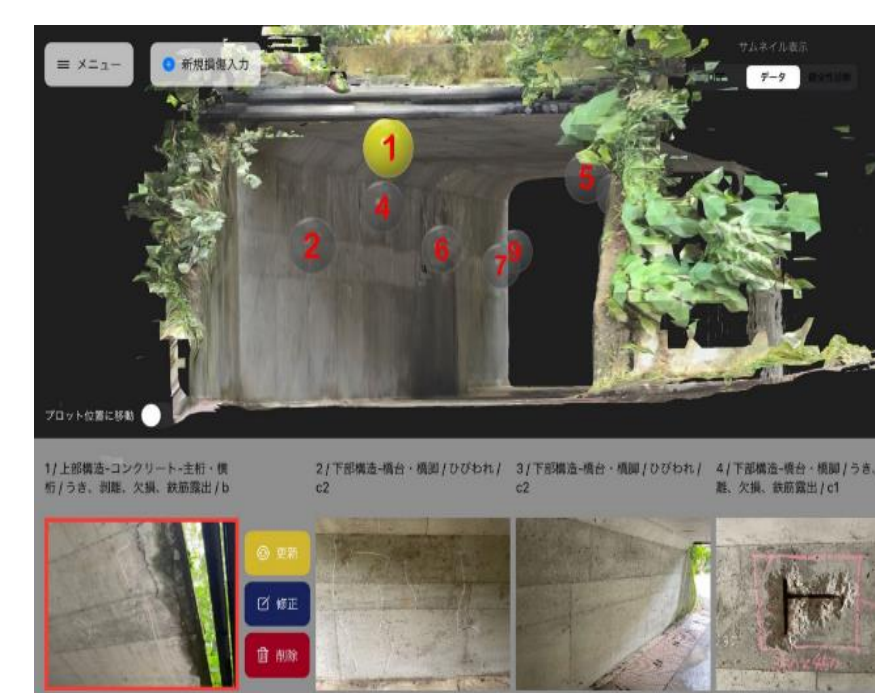 メニュー
新規損傷入力
サムネイル表示
データ
1
4
5
2
6
7
9
プロット位置に移動
1/上部構造-コンクリート-主桁・横
桁/うき、剥離、欠損、鉄筋露出/b
2/下部構造-橋台・橋脚/ひびわれ/
c2
3/下部構造-橋台・橋脚/ひびわれ/
c2
4/下部構造-橋台・橋脚/うき、
離、欠損、鉄筋露出/c1
更新
修正
削除